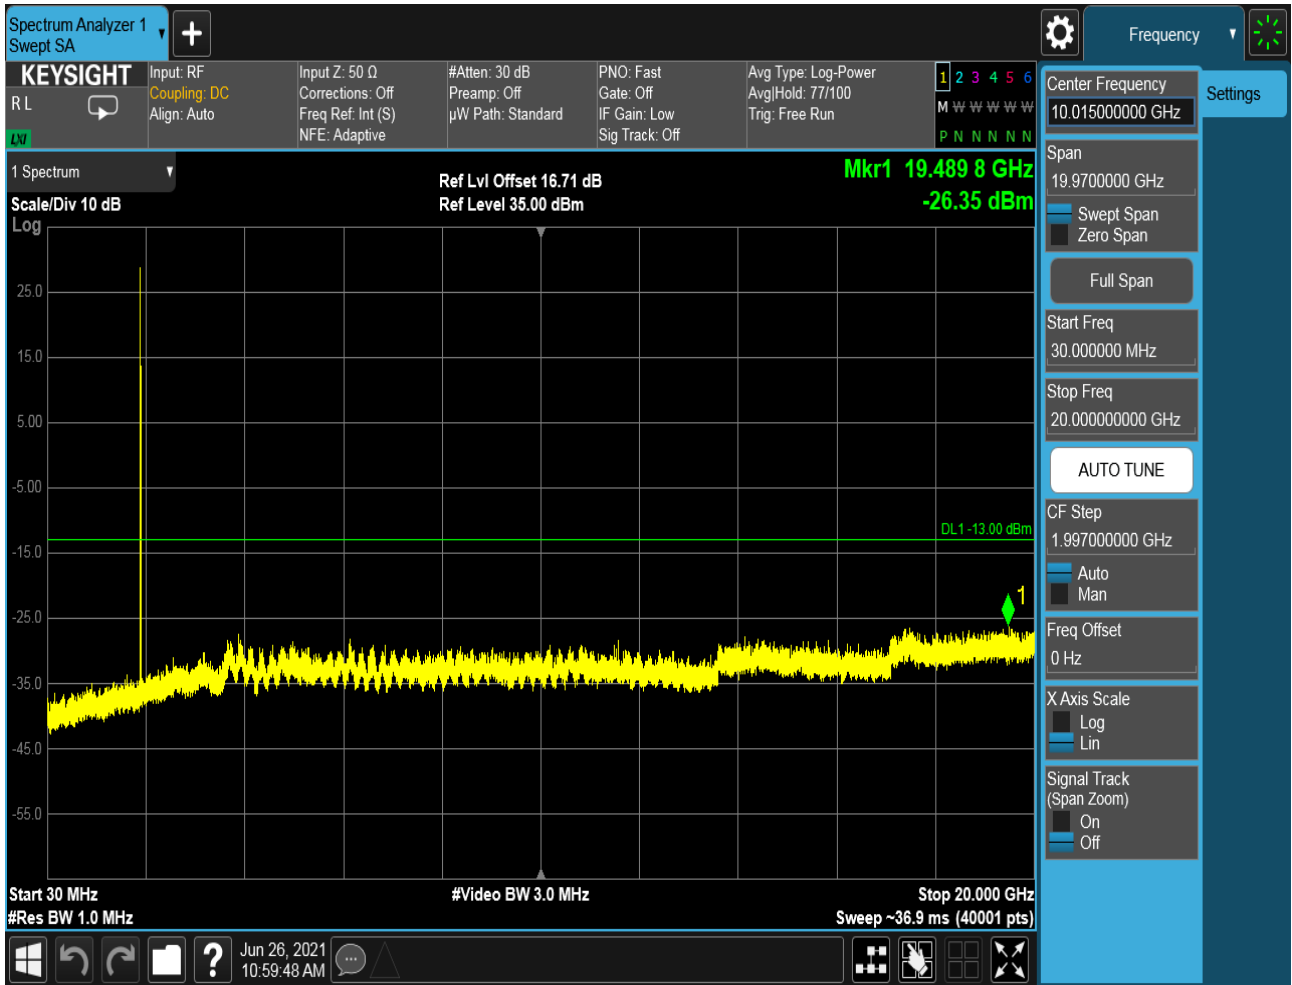 Spectrum Analyzer 1
Swept SA
Frequency
KEYSIGHT
R L
LXI
Input: RF
Coupling: DC
Align: Auto
Input Z: 50 Ω
Corrections: Off
Freq Ref: Int (S)
NFE: Adaptive
#Atten: 30 dB
Preamp: Off
µW Path: Standard
PNO: Fast
Gate: Off
IF Gain: Low
Sig Track: Off
Avg Type: Log-Power
Avg|Hold: 77/100
Trig: Free Run
1 2 3 4 5 6
M W W W W W
P N N N N N
1 Spectrum
Scale/Div 10 dB
Log
Ref Lvl Offset 16.71 dB
Ref Level 35.00 dBm
Mkr1 19.489 8 GHz
-26.35 dBm
25.0
15.0
5.00
-5.00
-15.0
-25.0
-35.0
-45.0
-55.0
DL1 -13.00 dBm
1
Start 30 MHz
#Res BW 1.0 MHz
#Video BW 3.0 MHz
Stop 20.000 GHz
Sweep ~36.9 ms (40001 pts)
Center Frequency
10.015000000 GHz
Settings
Span
19.9700000 GHz
Swept Span
Zero Span
Full Span
Start Freq
30.000000 MHz
Stop Freq
20.000000000 GHz
AUTO TUNE
CF Step
1.997000000 GHz
Auto
Man
Freq Offset
0 Hz
X Axis Scale
Log
Lin
Signal Track
(Span Zoom)
On
Off
?
Jun 26, 2021
10:59:48 AM